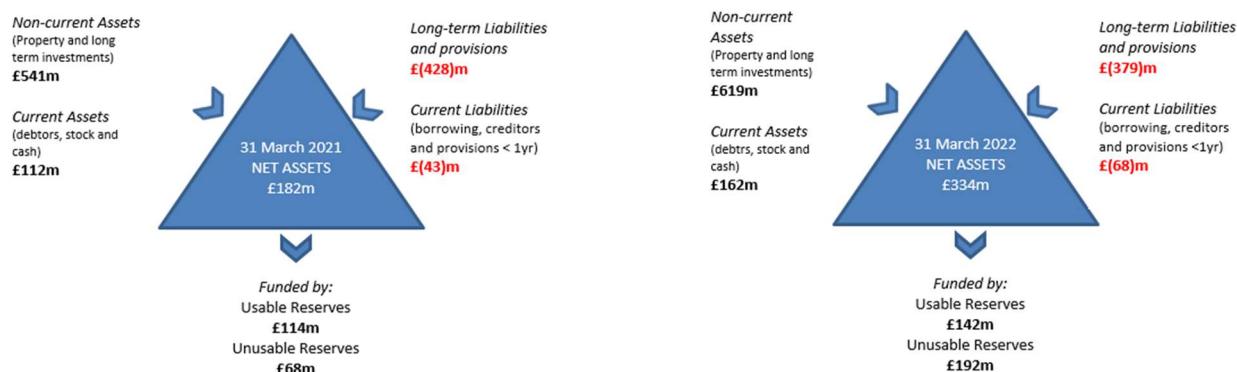 Non-current Assets
(Property and long
term investments)
£541m
Current Assets
(debtors, stock and
cash)
£112m
Long-term Liabilities
and provisions
£(428)m
Current Liabilities
(borrowing, creditors
and provisions < 1yr)
£(43)m
31 March 2021
NET ASSETS
£182m
Funded by:
Usable Reserves
£114m
Unusable Reserves
£68m
Non-current
Assets
(Property and long
term investments)
£619m
Current Assets
(debtrs, stock and
cash)
£162m
Long-term Liabilities
and provisions
£(379)m
Current Liabilities
(borrowing, creditors
and provisions <1yr)
£(68)m
31 March 2022
NET ASSETS
£334m
Funded by:
Usable Reserves
£142m
Unusable Reserves
£192m